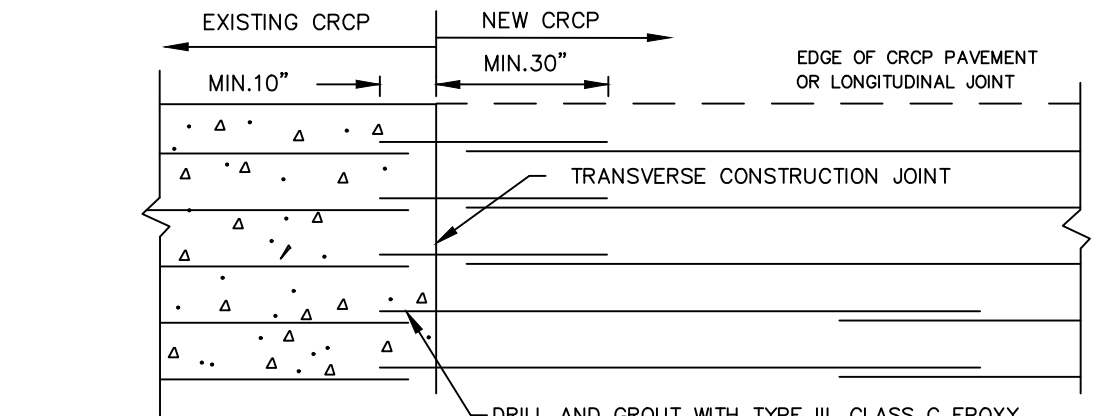 EXISTING CRCP
NEW CRCP
MIN.10"
MIN.30"
EDGE OF CRCP PAVEMENT
OR LONGITUDINAL JOINT
TRANSVERSE CONSTRUCTION JOINT
DRILL AND GROUT WITH TYPE III, CLASS C EPOXY